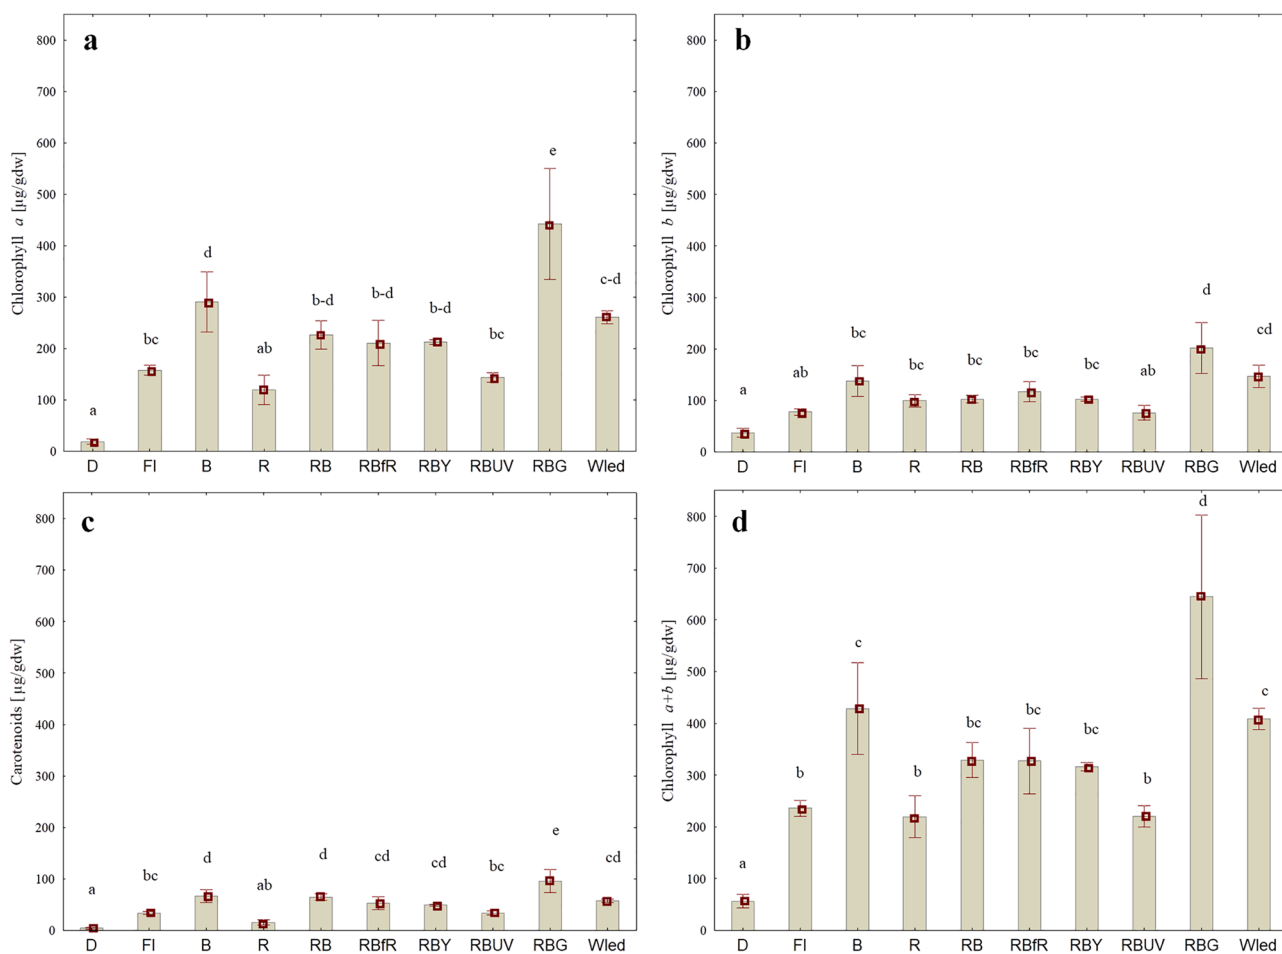 a
Chlorophyll a [µg/gdw]
800
700
600
500
400
300
200
100
0
a
bc
d
ab
b-d
b-d
b-d
bc
e
c-d
D FI B R RB RBfR RBY RBUV RBG Wled
b
Chlorophyll b [µg/gdw]
800
700
600
500
400
300
200
100
0
a
ab
bc
bc
bc
bc
bc
ab
d
cd
D FI B R RB RBfR RBY RBUV RBG Wled
c
Carotenoids [ µg/gdw]
800
700
600
500
400
300
200
100
0
a
bc
d
ab
d
cd
cd
bc
e
cd
D FI B R RB RBfR RBY RBUV RBG Wled
d
Chlorophyll a+b [µg/gdw]
800
700
600
500
400
300
200
100
0
a
b
c
b
bc
bc
bc
b
d
c
D FI B R RB RBfR RBY RBUV RBG Wled